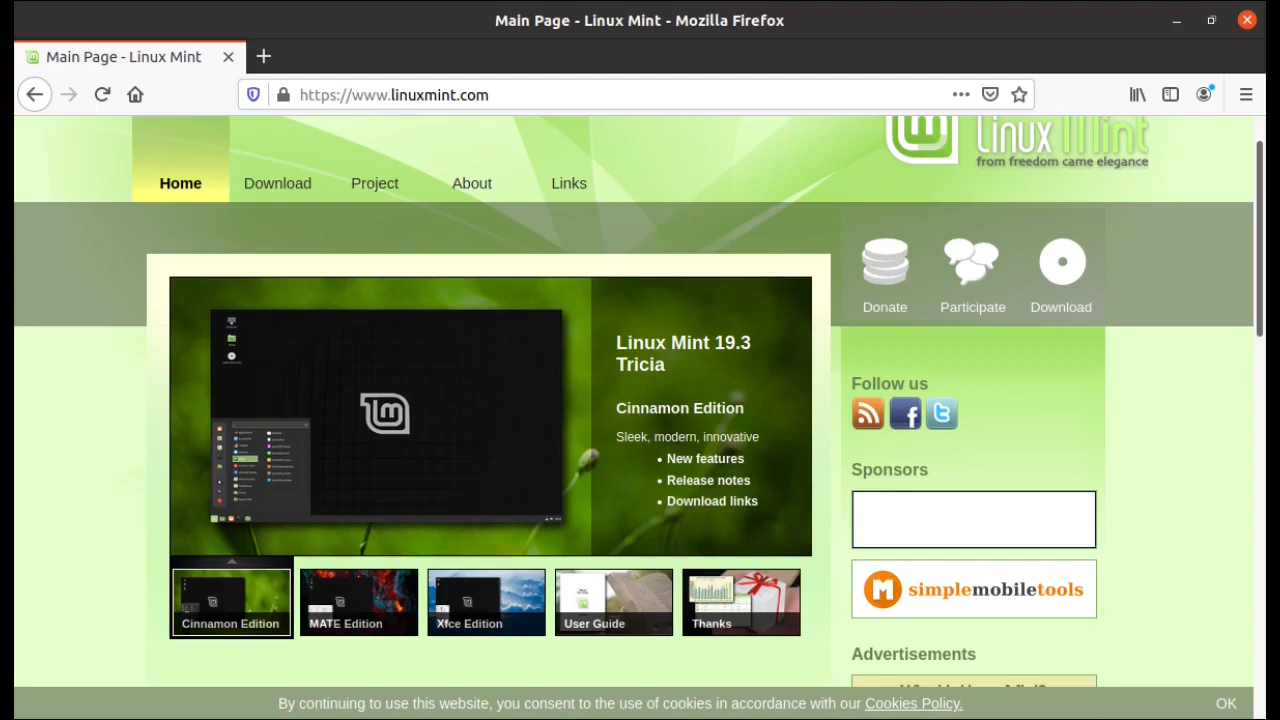 Main Page - Linux Mint - Mozilla Firefox
Main Page - Linux Mint
https://www.linuxmint.com
Linux Mint
from freedom came elegance
Home Download Project About Links
Donate Participate Download
Linux Mint 19.3
Tricia
Cinnamon Edition
Sleek, modern, innovative
• New features
• Release notes
• Download links
Cinnamon Edition MATE Edition Xfce Edition User Guide Thanks
Follow us
Sponsors
simplemobiletools
Advertisements
By continuing to use this website, you consent to the use of cookies in accordance with our Cookies Policy. OK